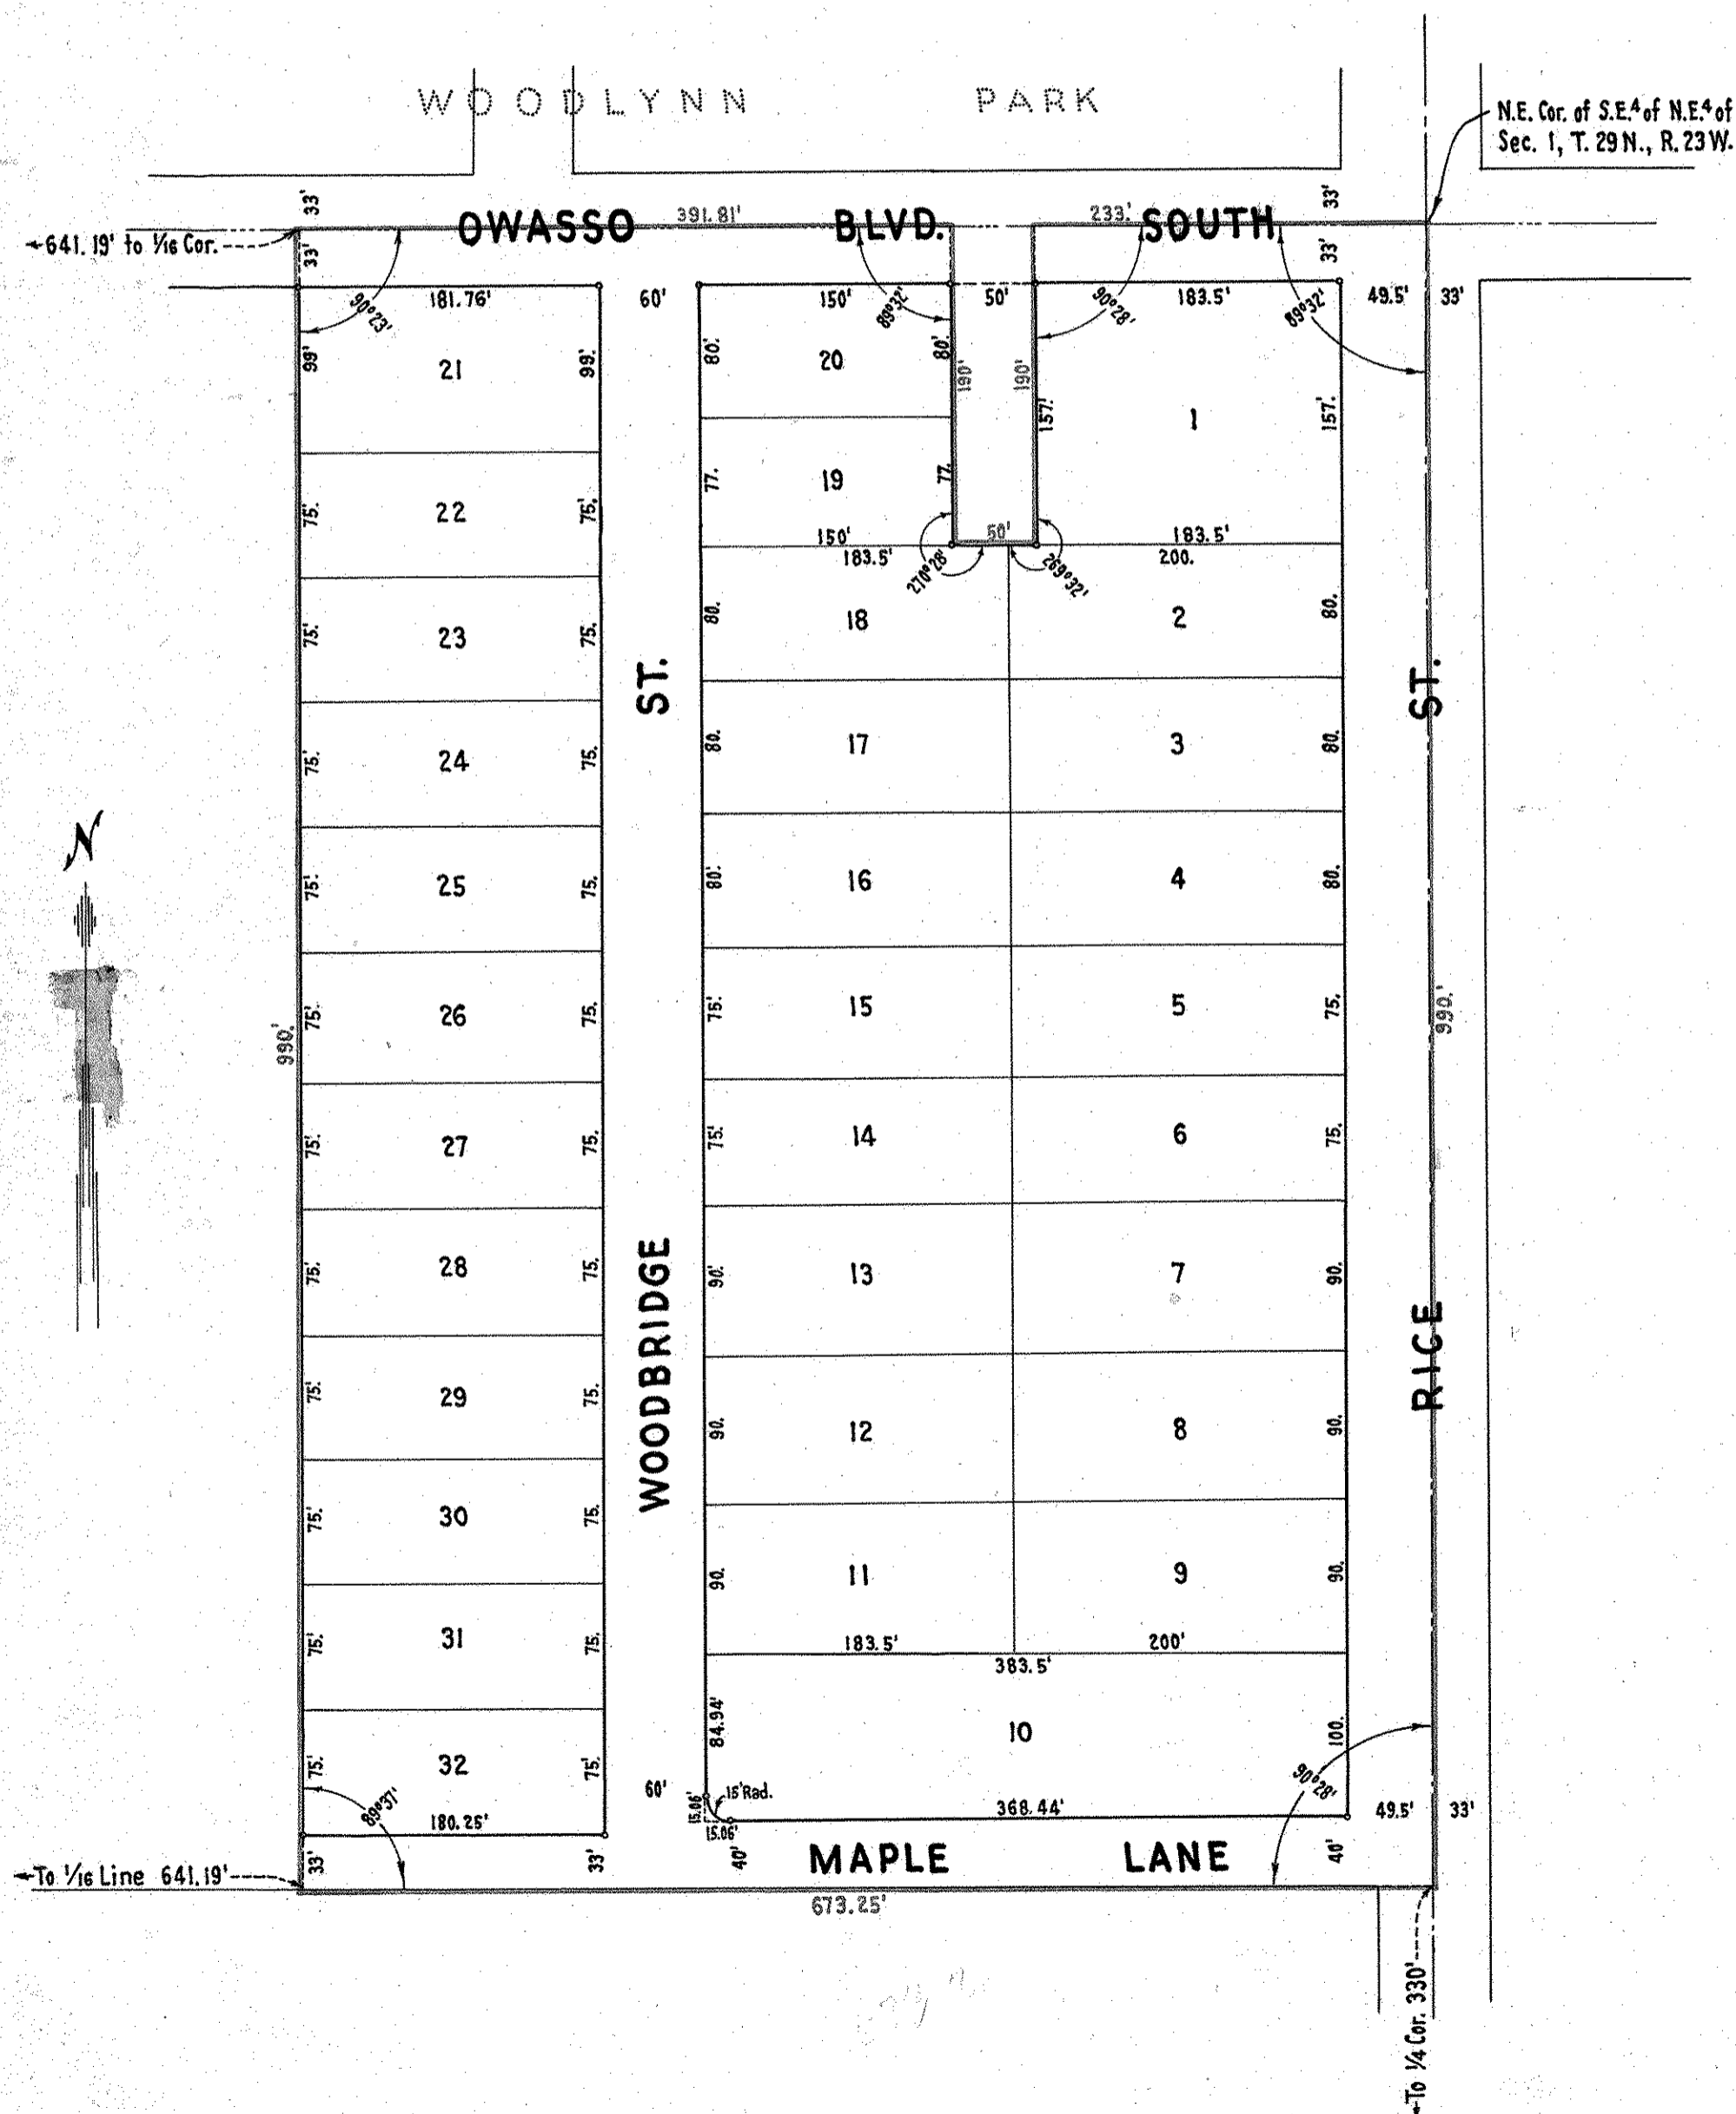 WOODLYNN PARK
N.E. Cor. of S.E.4 of N.E.4 of
Sec. 1, T. 29 N., R. 23 W.
33' 33'
OWASSO 391.81' BLVD. 233.' SOUTH
641.19' to 1/16 Cor.
33' 33'
181.76' 60' 150' 50' 183.5' 49.5' 33'
90°23' 89°32' 90°28' 89°32'
99' 21 99.' 80.' 20 80.' 190' 190' 157.' 1 157.'
75.' 22 75.' 77. 19 77.
150' 50' 183.5'
183.5' 200.
270°28' 269°32'
75.' 23 75. 80. 18 2 80.
ST. ST.
75.' 24 75. 80. 17 3 80.
N
75.' 25 75. 80.' 16 4 80.
990.' 75.' 26 75. 75.' 15 5 75. 990.'
75.' 27 75. 75.' 14 6 75.
75.' 28 75. 90.' 13 7 90.
WOODBRIDGE RICE
75.' 29 75. 90. 12 8 90.
75.' 30 75. 90. 11 9 90.
75.' 31 75. 183.5' 200'
383.5'
84.94' 10 100.
75.' 32 75.' 60' 15.06' 15' Rad. 90°28'
89°37' 180.25' 15.06' 368.44' 49.5' 33'
33' 33' 40' MAPLE LANE 40'
To 1/16 Line 641.19'
673.25'
To 1/4 Cor. 330'